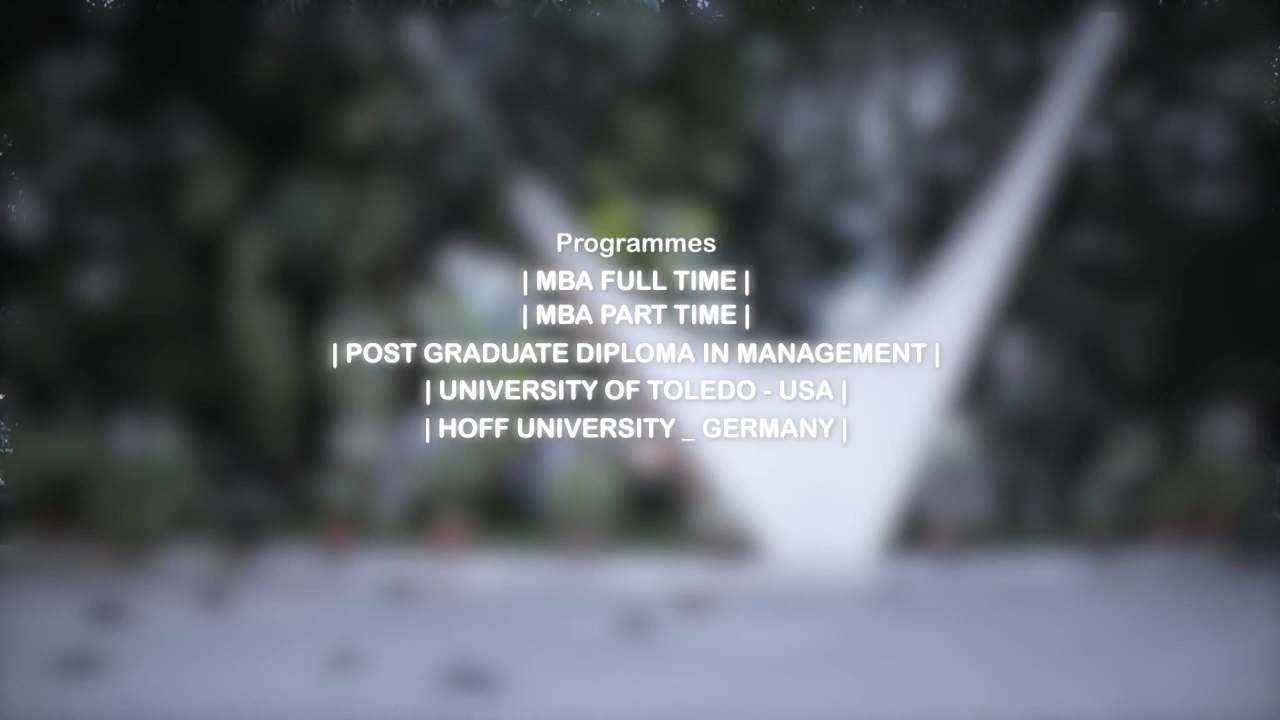 Programmes
| MBA FULL TIME |
| MBA PART TIME |
| POST GRADUATE DIPLOMA IN MANAGEMENT |
| UNIVERSITY OF TOLEDO - USA |
| HOFF UNIVERSITY _ GERMANY |